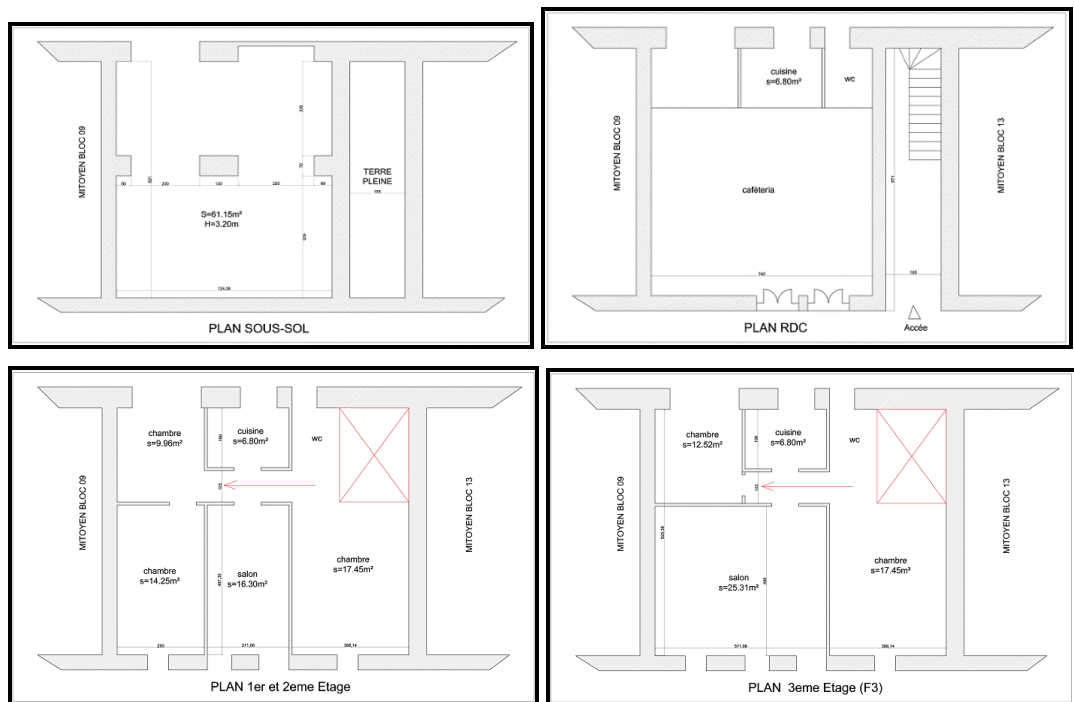 MITOYEN BLOC 09
TERRE
PLEINE
S=61.15m²
H=3.20m
PLAN SOUS-SOL
MITOYEN BLOC 09
cuisine
s=6.80m²
wc
cafèteria
740
195
MITOYEN BLOC 13
PLAN RDC
Accée
MITOYEN BLOC 09
chambre
s=9.96m²
cuisine
s=6.80m²
wc
chambre
s=14.25m²
salon
s=16.30m²
chambre
s=17.45m²
MITOYEN BLOC 13
PLAN 1er et 2eme Etage
MITOYEN BLOC 09
chambre
s=12.52m²
cuisine
s=6.80m²
wc
salon
s=25.31m²
chambre
s=17.45m²
MITOYEN BLOC 13
PLAN 3eme Etage (F3)